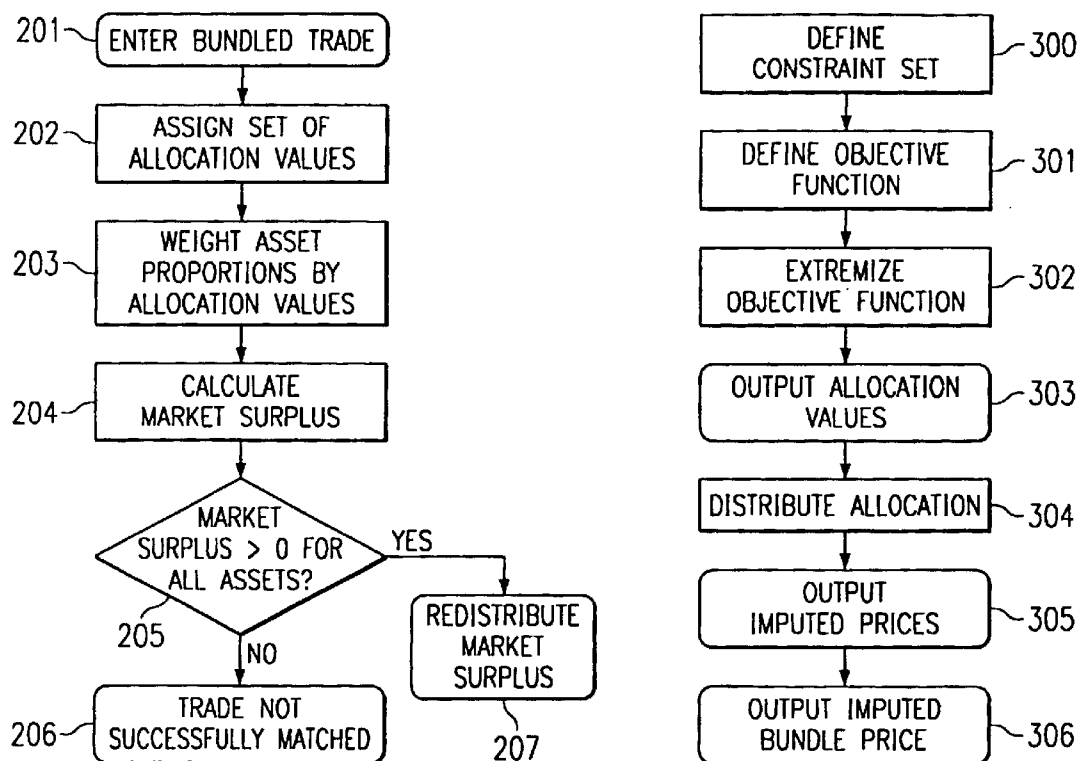 201
ENTER BUNDLED TRADE
202
ASSIGN SET OF
ALLOCATION VALUES
203
WEIGHT ASSET
PROPORTIONS BY
ALLOCATION VALUES
204
CALCULATE
MARKET SURPLUS
MARKET
SURPLUS > 0 FOR
ALL ASSETS?
205
YES
NO
206
TRADE NOT
SUCCESSFULLY MATCHED
REDISTRIBUTE
MARKET
SURPLUS
207
DEFINE
CONSTRAINT SET
300
DEFINE OBJECTIVE
FUNCTION
301
EXTREMIZE
OBJECTIVE FUNCTION
302
OUTPUT ALLOCATION
VALUES
303
DISTRIBUTE ALLOCATION
304
OUTPUT
IMPUTED PRICES
305
OUTPUT IMPUTED
BUNDLE PRICE
306